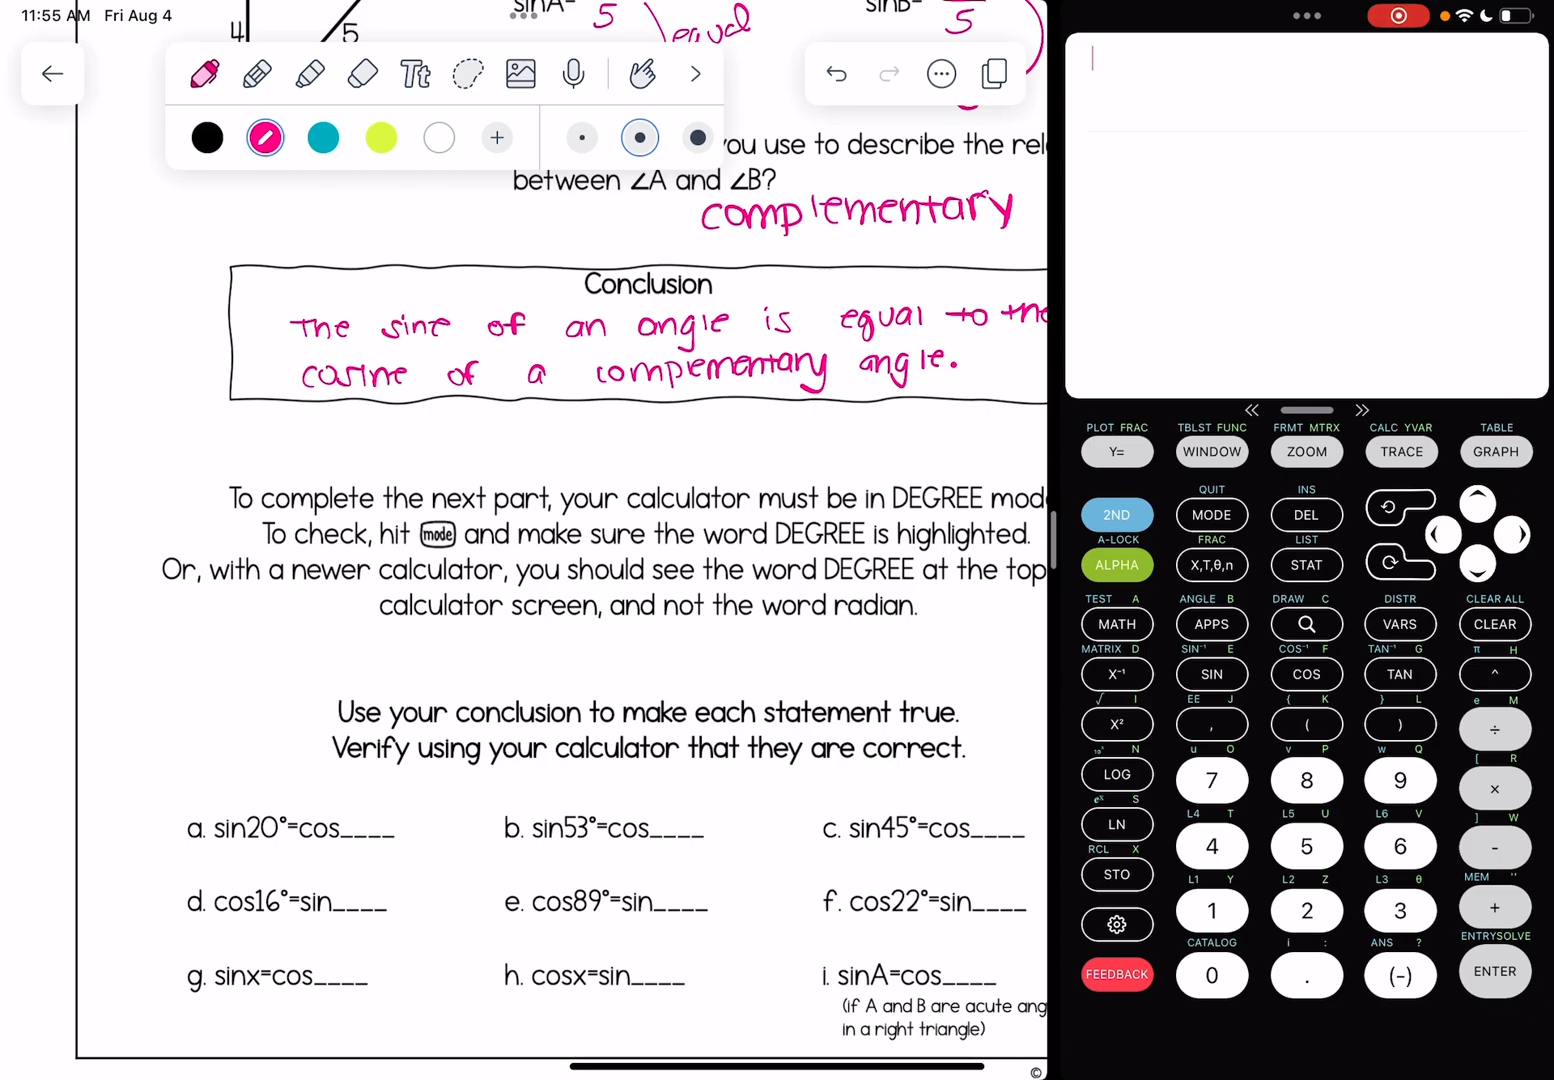 11:55 AM Fri Aug 4
sinA=
5
equal
sinB=
5
4
5
you use to describe the rel
between ∠A and ∠B?
complementary
Conclusion
The sine of an angle is equal to the
cosine of a compementary angle.
To complete the next part, your calculator must be in DEGREE mod
To check, hit mode and make sure the word DEGREE is highlighted.
Or, with a newer calculator, you should see the word DEGREE at the top
calculator screen, and not the word radian.
Use your conclusion to make each statement true.
Verify using your calculator that they are correct.
a. sin20°=cos____ b. sin53°=cos____ c. sin45°=cos____
d. cos16°=sin____ e. cos89°=sin____ f. cos22°=sin____
g. sinx=cos____ h. cosx=sin____ i. sinA=cos____
(if A and B are acute ang
in a right triangle)
©
Tt
PLOT FRAC TBLST FUNC FRMT MTRX CALC YVAR TABLE
Y= WINDOW ZOOM TRACE GRAPH
QUIT INS
2ND MODE DEL
A-LOCK FRAC LIST
ALPHA X,T,θ,n STAT
TEST A ANGLE B DRAW C DISTR CLEAR ALL
MATH APPS VARS CLEAR
MATRIX D SIN⁻¹ E COS⁻¹ F TAN⁻¹ G π H
X⁻¹ SIN COS TAN ^
√ I EE J { K } L e M
X² , ( ) ÷
10ˣ N u O v P w Q [ R
LOG 7 8 9 ×
eˣ S L4 T L5 U L6 V ] W
LN 4 5 6 -
RCL X L1 Y L2 Z L3 θ MEM "
STO 1 2 3 +
CATALOG i : ANS ? ENTRY SOLVE
FEEDBACK 0 . (−) ENTER